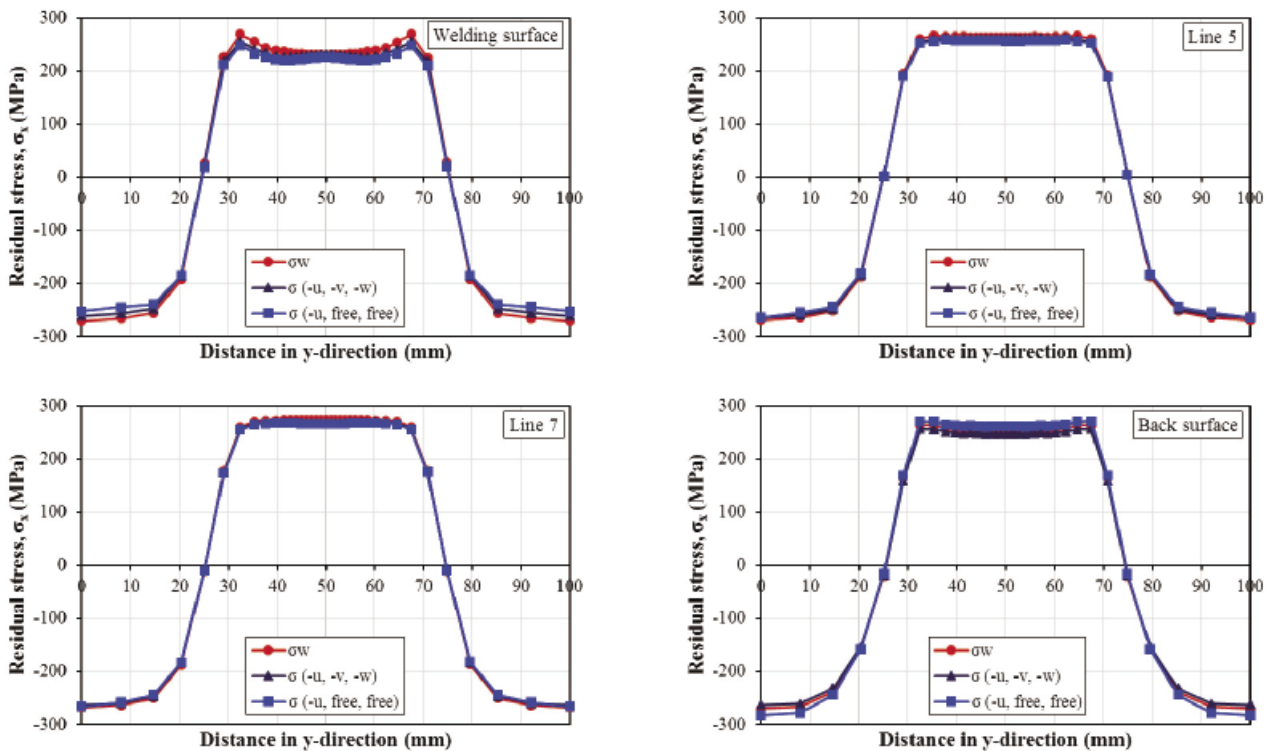 300
200
100
0
-100
-200
-300
Residual stress, σx (MPa)
Welding surface
0 10 20 30 40 50 60 70 80 90 100
σw
σ (-u, -v, -w)
σ (-u, free, free)
Distance in y-direction (mm)
300
200
100
0
-100
-200
-300
Residual stress, σx (MPa)
Line 5
0 10 20 30 40 50 60 70 80 90 100
σw
σ (-u, -v, -w)
σ (-u, free, free)
Distance in y-direction (mm)
300
200
100
0
-100
-200
-300
Residual stress, σx (MPa)
Line 7
0 10 20 30 40 50 60 70 80 90 100
σw
σ (-u, -v, -w)
σ (-u, free, free)
Distance in y-direction (mm)
300
200
100
0
-100
-200
-300
Residual stress, σx (MPa)
Back surface
0 10 20 30 40 50 60 70 80 90 100
σw
σ (-u, -v, -w)
σ (-u, free, free)
Distance in y-direction (mm)